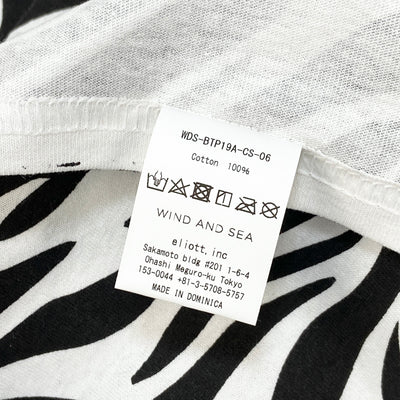 WDS-BTP19A-CS-06
Cotton 100%
WIND AND SEA
eliott. inc
Sakamoto bldg #201 1-6-4
Ohashi Meguro-ku Tokyo
153-0044 +81-3-5708-5757
MADE IN DOMINICA